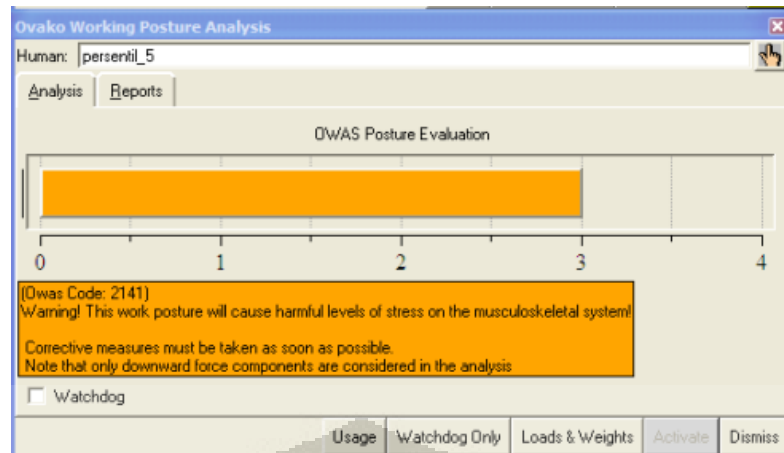 Ovako Working Posture Analysis
Human: persentil_5
Analysis Reports
OWAS Posture Evaluation
0 1 2 3 4
(Owas Code: 2141)
Warning! This work posture will cause harmful levels of stress on the musculoskeletal system!
Corrective measures must be taken as soon as possible.
Note that only downward force components are considered in the analysis
Watchdog
Usage Watchdog Only Loads & Weights Activate Dismiss